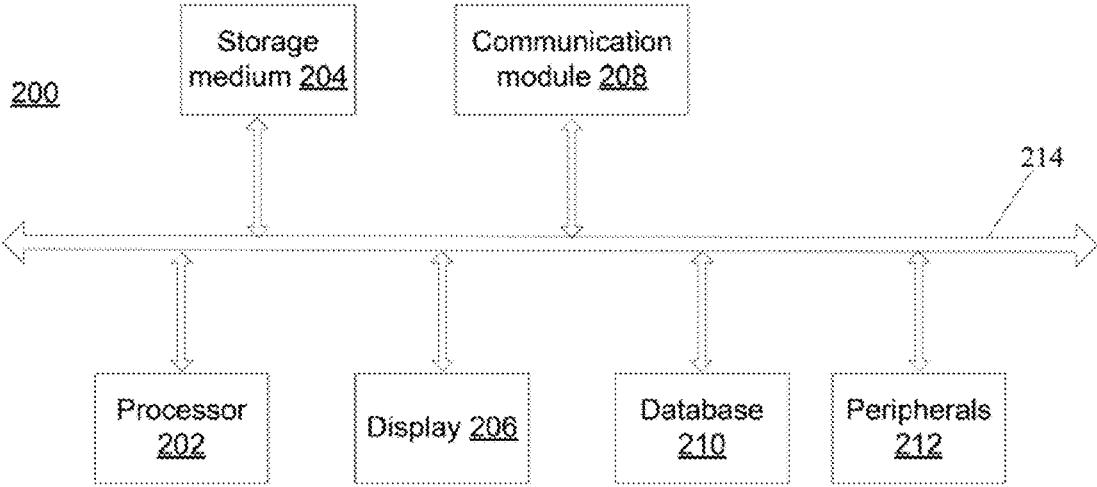 Storage
medium 204
Communication
module 208
200
214
Processor
202
Display 206
Database
210
Peripherals
212